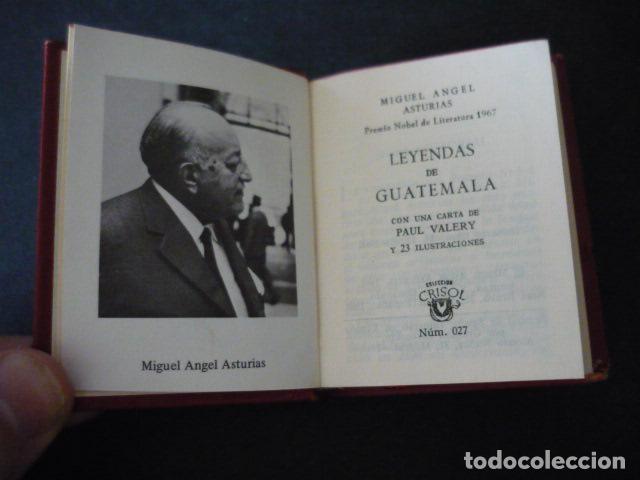 Miguel Angel Asturias
MIGUEL ANGEL
ASTURIAS
Premio Nobel de Literatura 1967
LEYENDAS
DE
GUATEMALA
CON UNA CARTA DE
PAUL VALERY
Y 23 ILUSTRACIONES
COLECCION
CRISOL
Núm. 027
todocoleccion